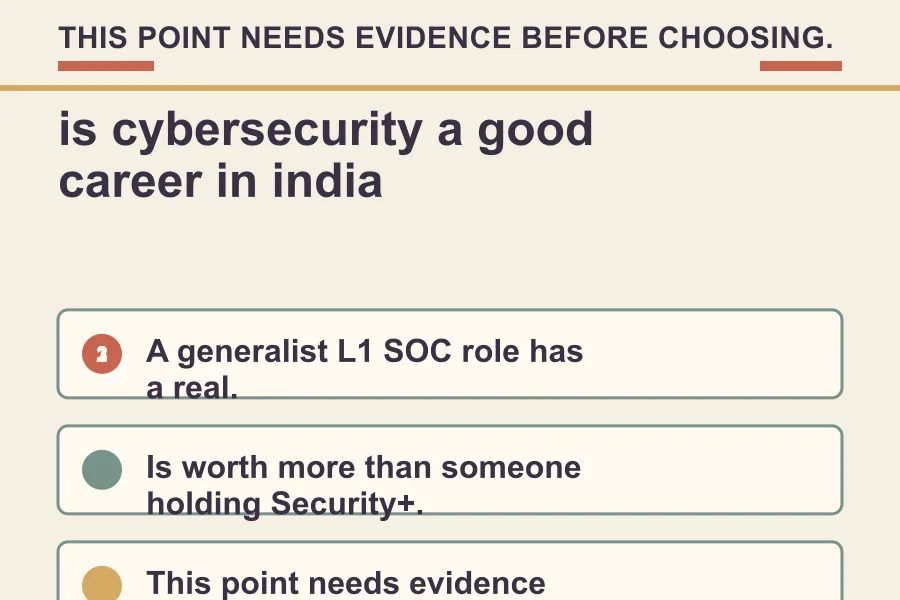 THIS POINT NEEDS EVIDENCE BEFORE CHOOSING.
is cybersecurity a good
career in india
A generalist L1 SOC role has
a real.
Is worth more than someone
holding Security+.
This point needs evidence